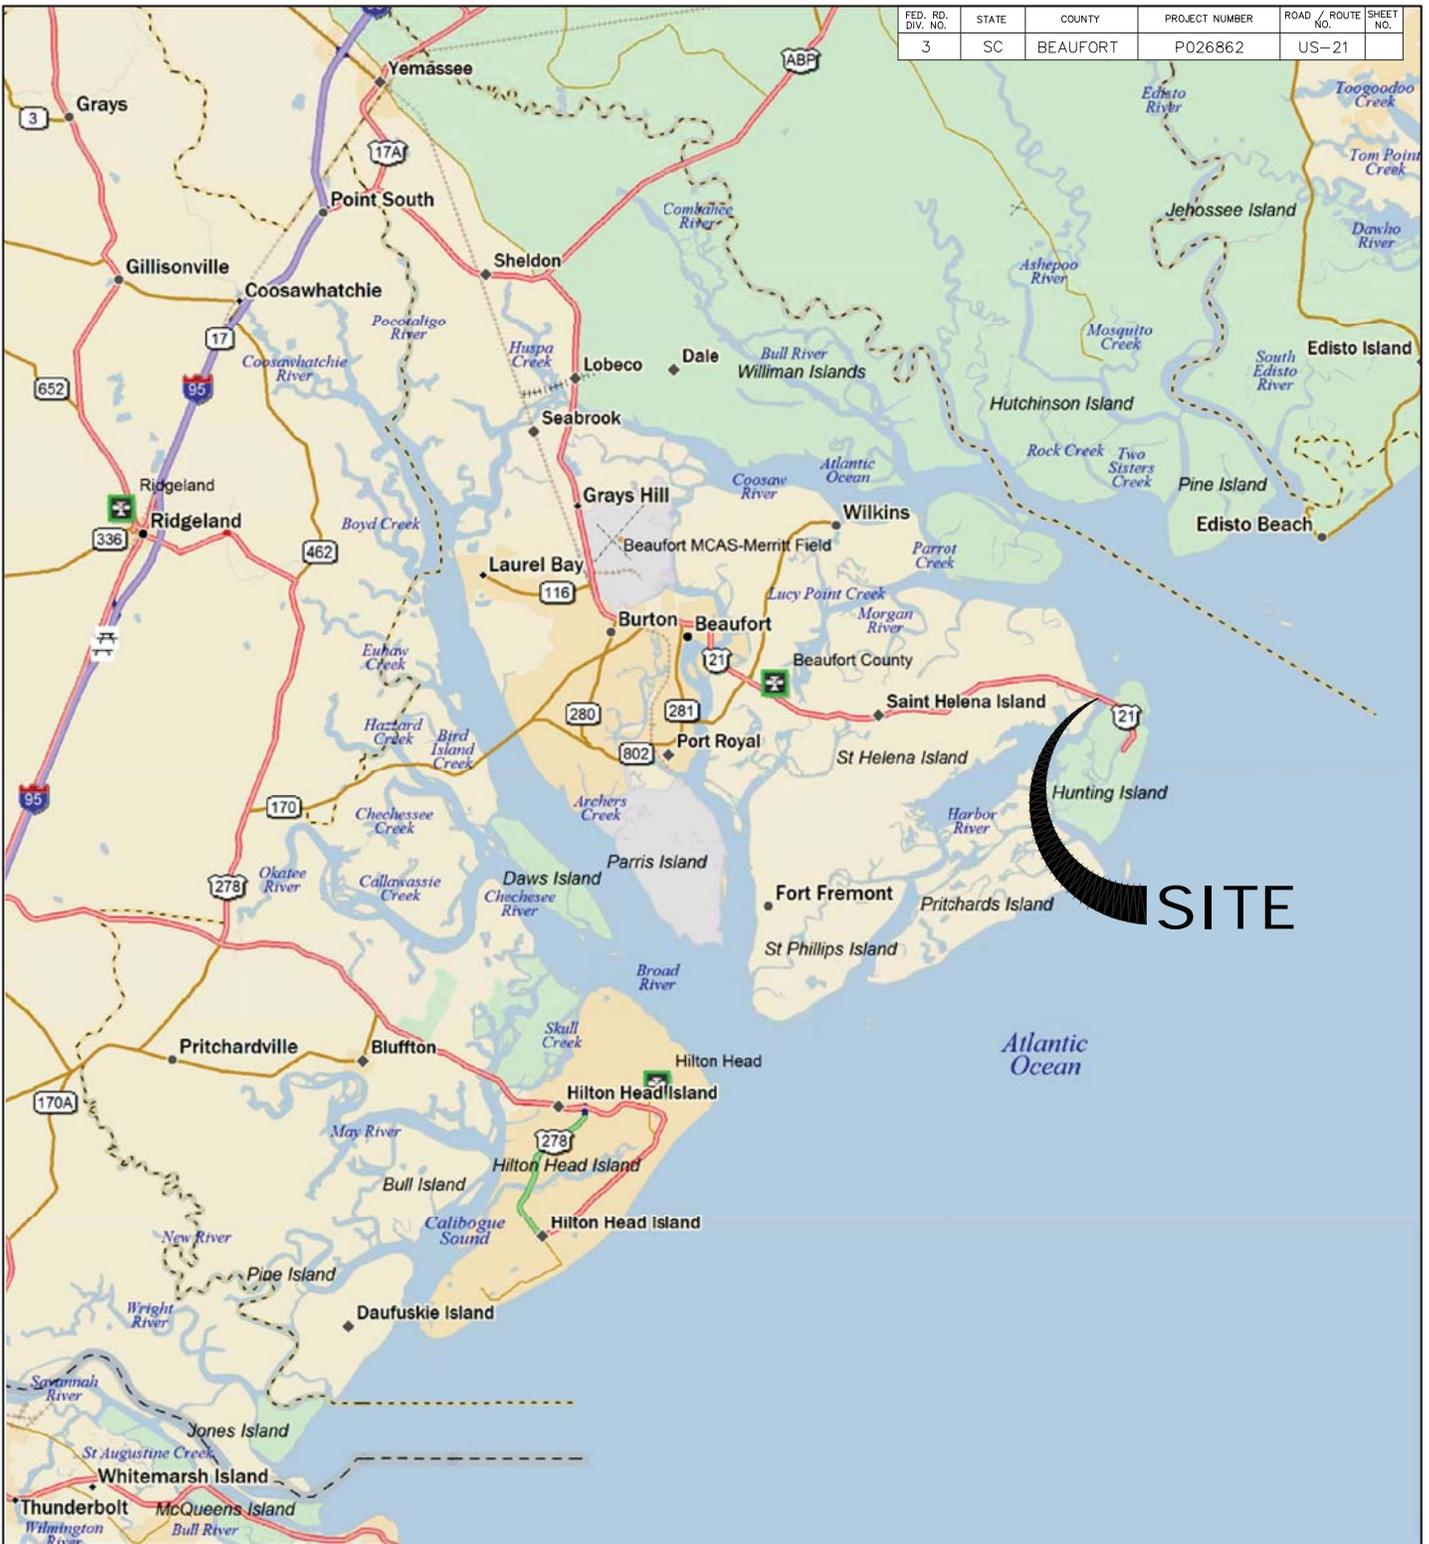 FED. RD. DIV. NO.
STATE
COUNTY
PROJECT NUMBER
ROAD / ROUTE NO.
SHEET NO.
3
SC
BEAUFORT
P026862
US-21
Yemassee
ABP
Edisto
River
Toogoodoo
Creek
3
Grays
17A
Tom Point
Creek
Point South
Combahee
River
Jehossee Island
Dawho
River
Sheldon
Gillisonville
Ashepoo
River
Coosawhatchie
Pocotaligo
River
17
Huspa
Creek
Mosquito
Creek
Edisto Island
Coosawhatchie
River
Lobeco
Dale
Bull River
Williman Islands
South
Edisto
River
652
95
Hutchinson Island
Seabrook
Rock Creek
Two
Sisters
Creek
Atlantic
Ocean
Coosaw
River
Pine Island
Ridgeland
Grays Hill
Wilkins
Ridgeland
Boyd Creek
Edisto Beach
336
462
Beaufort MCAS-Merritt Field
Parrot
Creek
Laurel Bay
116
Lucy Point Creek
Morgan
River
Burton
Beaufort
Euhaw
Creek
21
Beaufort County
280
281
Saint Helena Island
21
Hazzard
Creek
Bird
Island
Creek
802
Port Royal
St Helena Island
95
170
Chechessee
Creek
Archers
Creek
Harbor
River
Hunting Island
Parris Island
278
Okatee
River
Callawassie
Creek
Daws Island
Chechesee
River
Fort Fremont
Pritchards Island
SITE
St Phillips Island
Broad
River
Skull
Creek
Atlantic
Ocean
Pritchardville
Bluffton
Hilton Head
170A
Hilton Head Island
May River
278
Hilton Head Island
Bull Island
Calibogue
Sound
Hilton Head Island
New River
Pine Island
Wright
River
Daufuskie Island
Savannah
River
Jones Island
St Augustine Creek
Whitemarsh Island
Thunderbolt
McQueens Island
Wilmington
River
Bull River